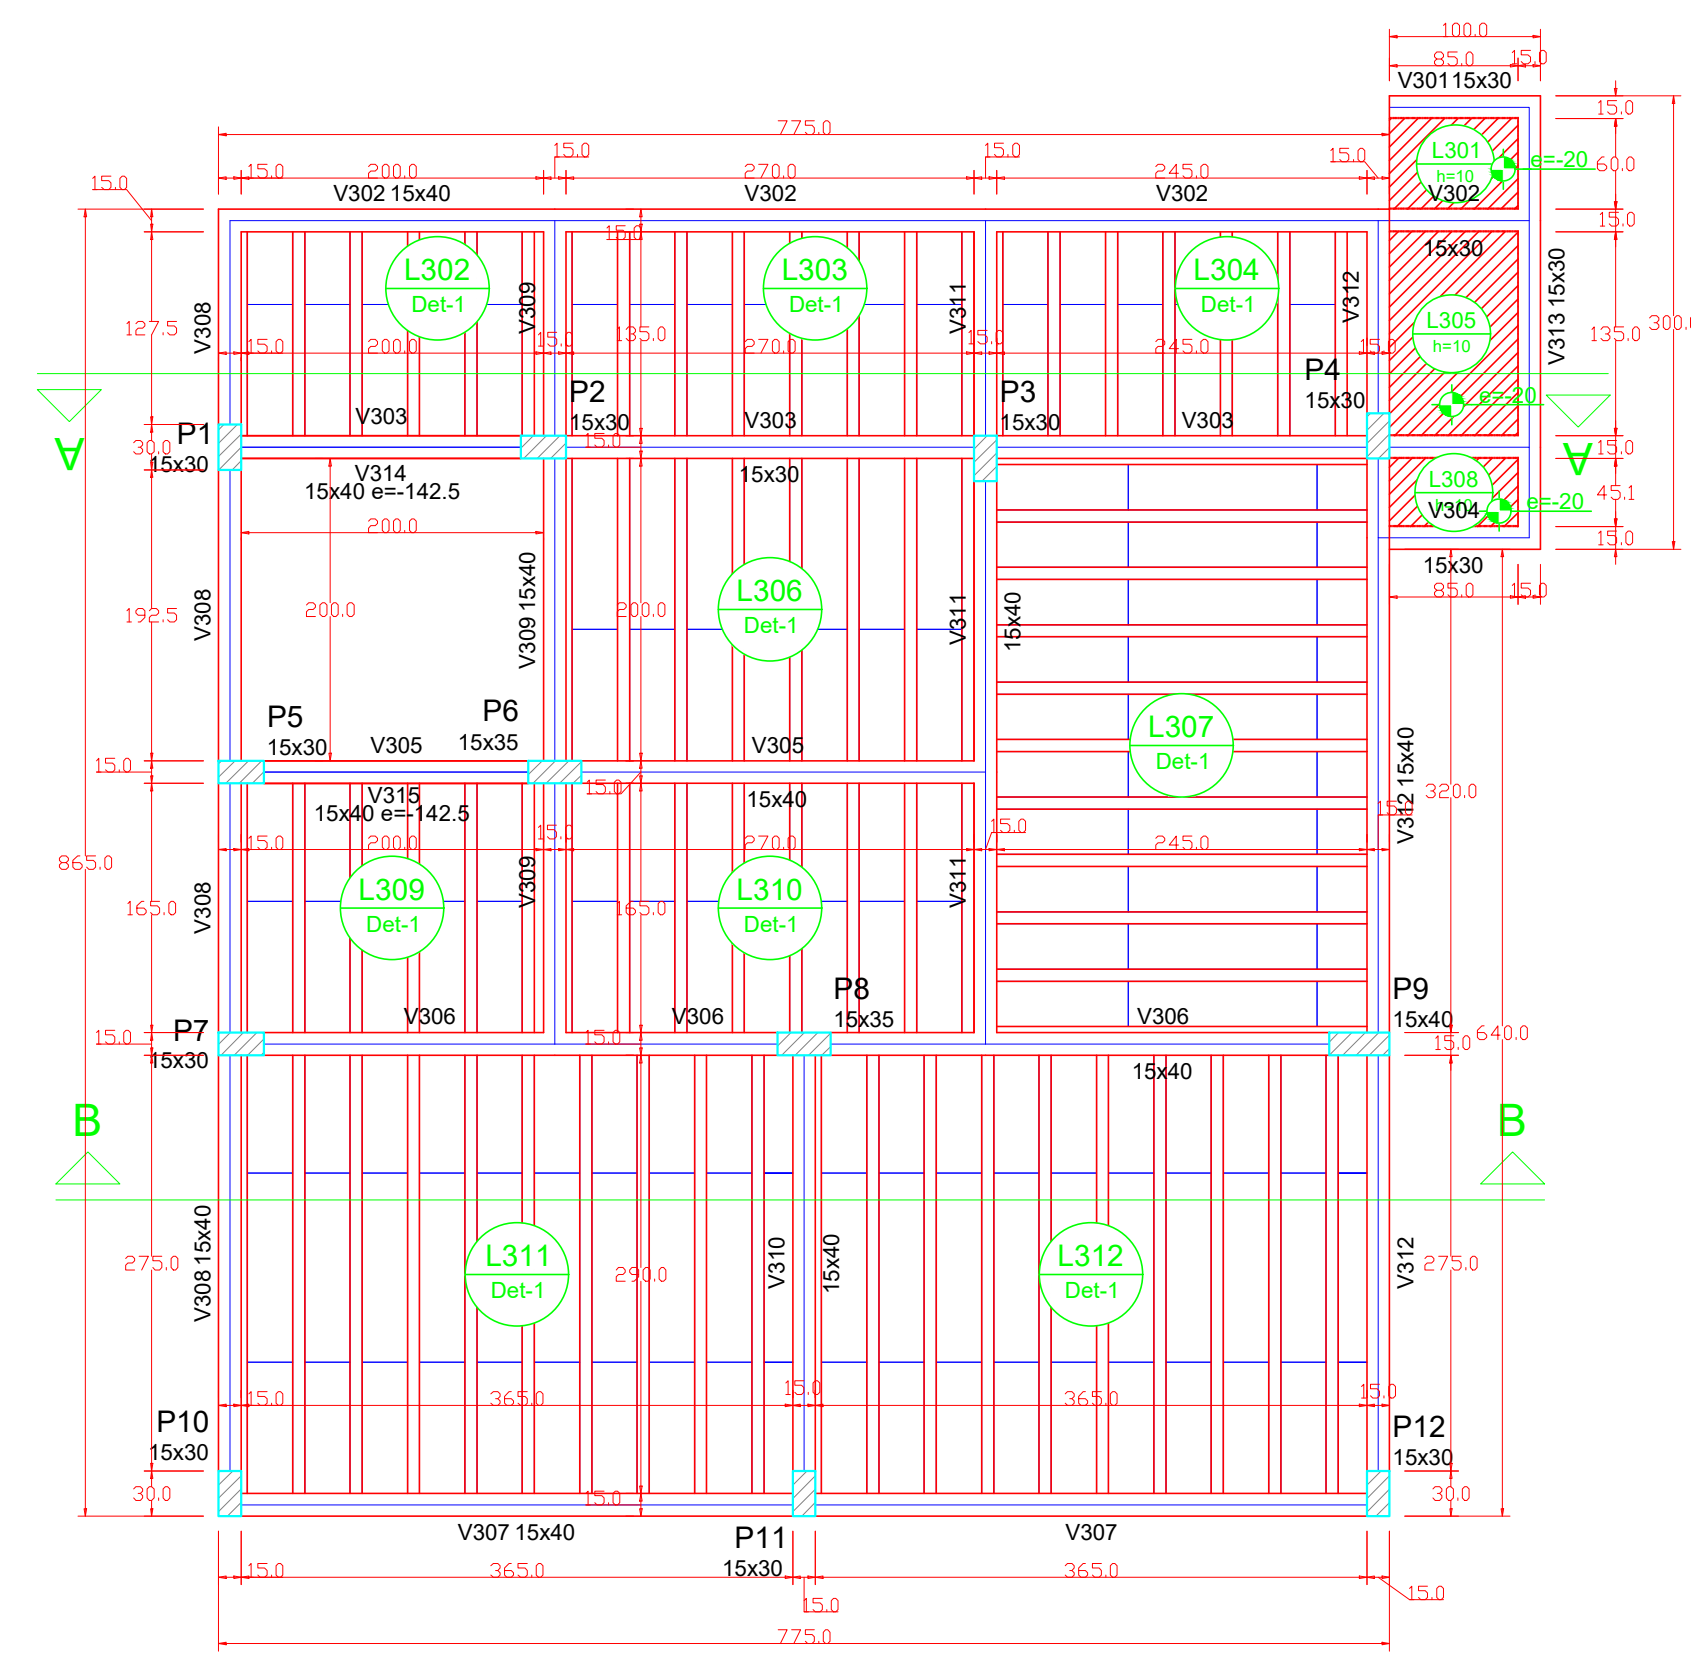 100.0
85.0 15.0
V301 15x30
15.0
775.0
15.0 15.0 15.0
L301
h=10
e=-20
60.0
15.0 15.0 200.0 270.0 245.0
V302 15x40 V302 V302 V302
15.0
15.0
15x30
L302
Det-1
L303
Det-1
L304
Det-1
V308
V309
V311
V312
V313 15x30
127.5
135.0
L305
h=10
135.0
300.0
15.0 200.0 15.0 270.0 15.0 245.0 15.0
P2
15x30
P3
15x30
P4
15x30
e=-20
V303 V303 V303
A
A
P1
15x30
30.0
15.0
15.0
V314
15x40 e=-142.5
15x30
L308
e=-20
V304
45.1
15.0
200.0
15x30
85.0 15.0
192.5
V308
200.0
V309 15x40
200.0
L306
Det-1
V311
15x40
L307
Det-1
P5
15x30
P6
15x35
V305 V305
15.0
V315
15x40 e=-142.5
15.0
15x40
V312 15x40
320.0
15.0
15.0 200.0 15.0 270.0 15.0 245.0
865.0
165.0
V308
L309
Det-1
V309
165.0
L310
Det-1
V311
P8
15x35
P9
15x40
V306 V306 V306
P7
15x30
15.0
15.0
15.0
640.0
15x40
B
B
275.0
V308 15x40
L311
Det-1
290.0
V310
15x40
L312
Det-1
V312
275.0
15.0 365.0 15.0 365.0 15.0
P10
15x30
P12
15x30
30.0
15.0
30.0
V307 15x40
P11
15x30
V307
15.0 365.0 365.0
15.0 15.0
775.0